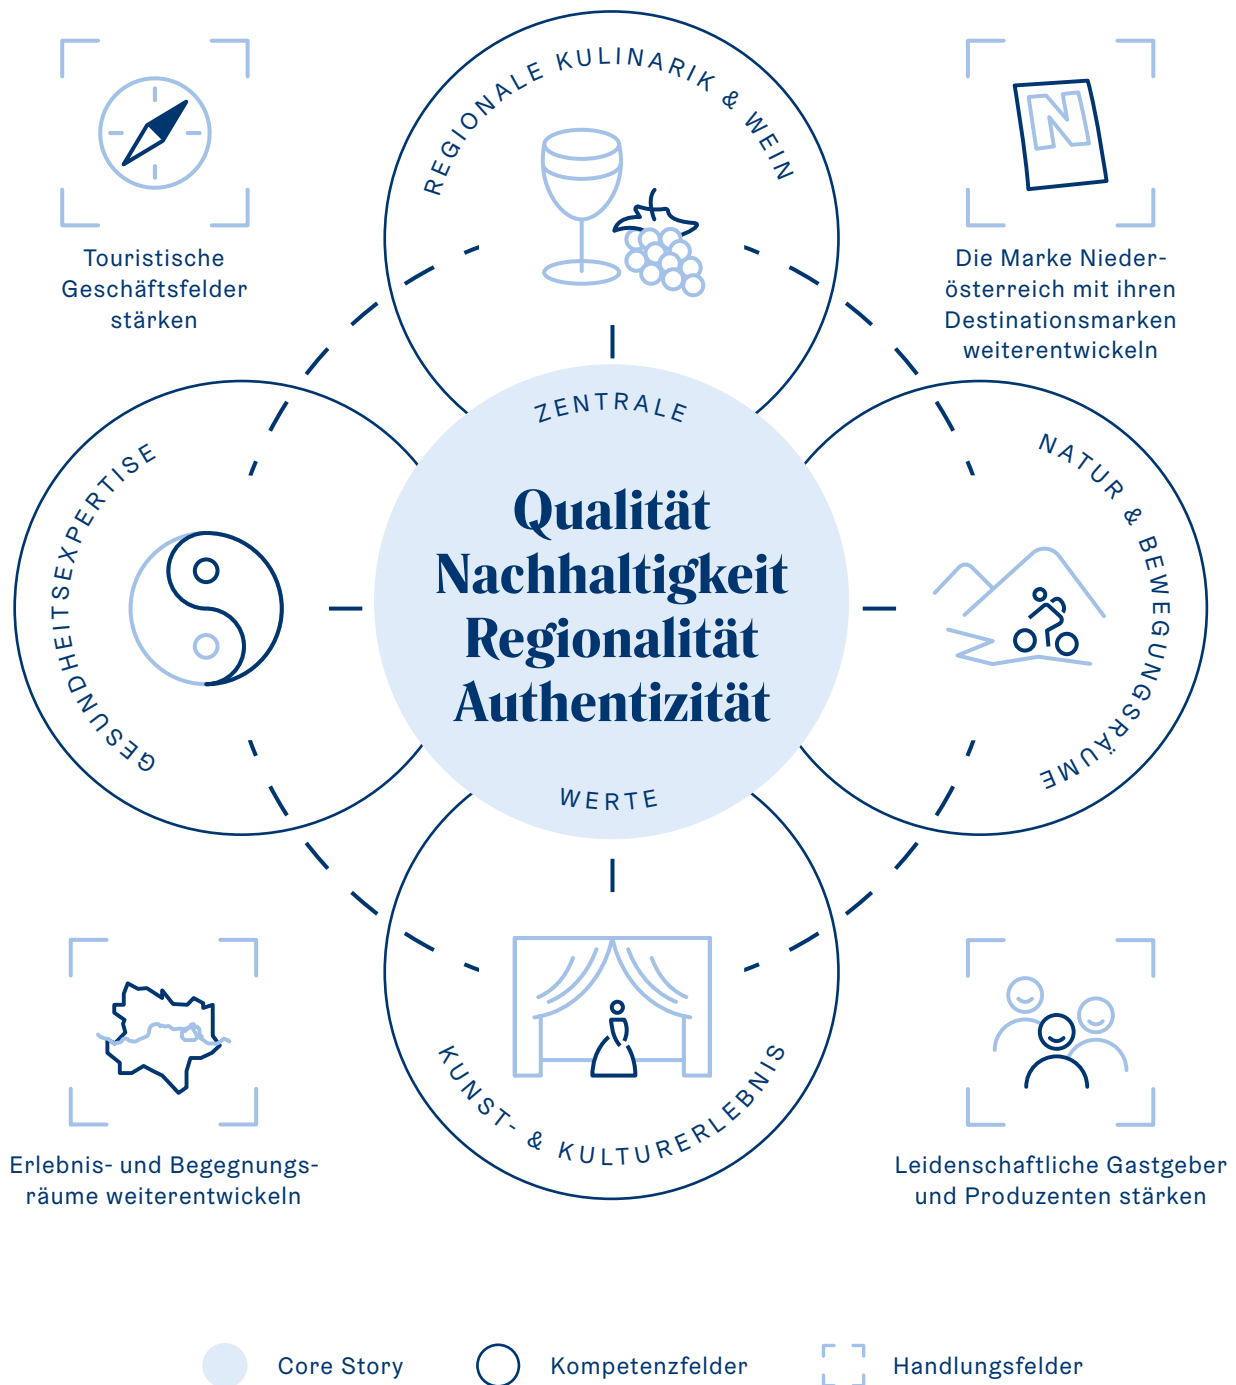 REGIONALE KULINARIK & WEIN
N
Touristische
Geschäftsfelder
stärken
Die Marke Nieder-
österreich mit ihren
Destinationsmarken
weiterentwickeln
GESUNDHEITSEXPERTISE
ZENTRALE
Qualität
Nachhaltigkeit
Regionalität
Authentizität
WERTE
NATUR & BEWEGUNGSRÄUME
KUNST- & KULTURERLEBNIS
Erlebnis- und Begegnungs-
räume weiterentwickeln
Leidenschaftliche Gastgeber
und Produzenten stärken
Core Story
Kompetenzfelder
Handlungsfelder